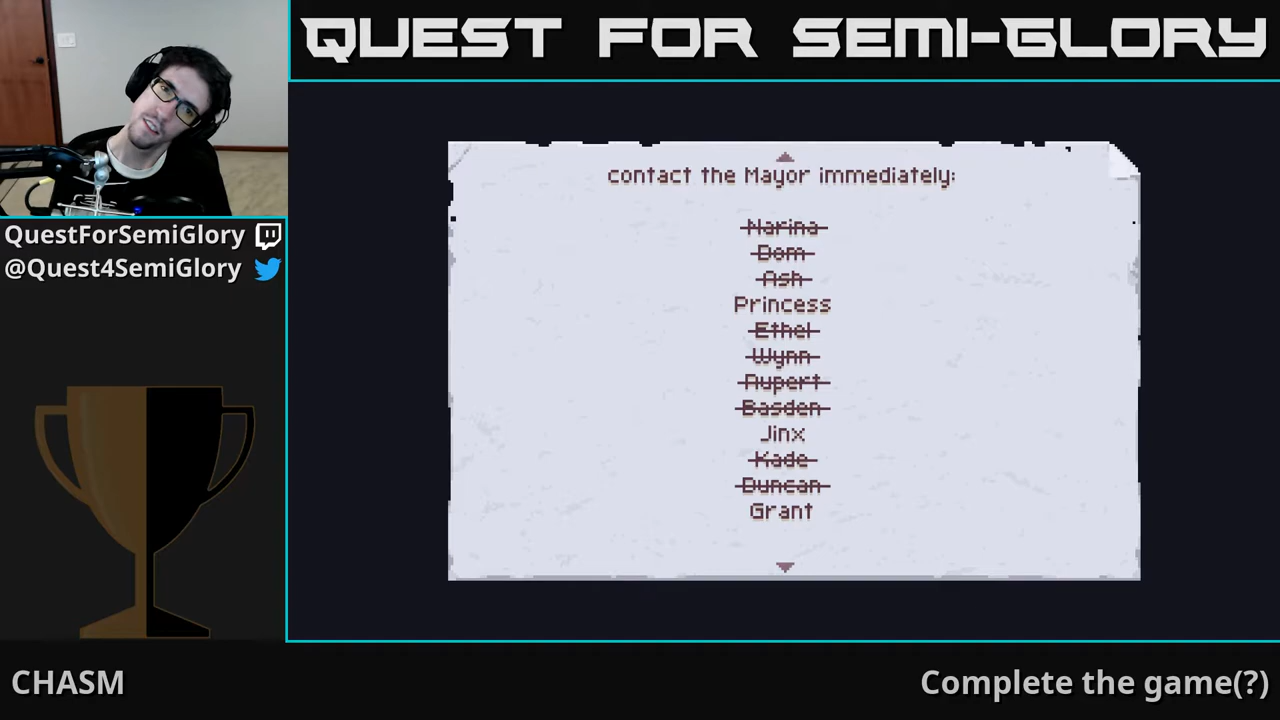 QUEST FOR SEMI-GLORY
QuestForSemiGlory
@Quest4SemiGlory
contact the Mayor immediately:
Marina
Dom
Ash
Princess
Ethel
Wynn
Rupert
Basden
Jinx
Kade
Duncan
Grant
CHASM
Complete the game(?)